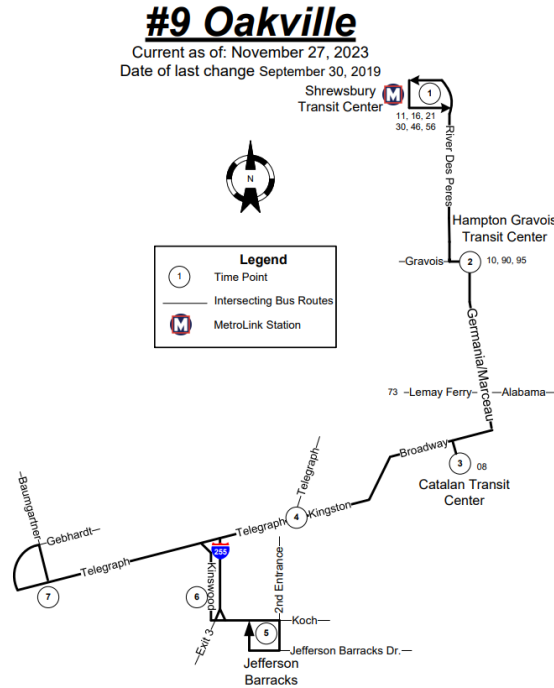 #9 Oakville
Current as of: November 27, 2023
Date of last change September 30, 2019
Shrewsbury
Transit Center
M
1
11, 16, 21
30, 46, 56
River Des Peres
N
Hampton Gravois
Transit Center
Gravois
2
10, 90, 95
Legend
1
Time Point
Intersecting Bus Routes
M
MetroLink Station
Germania/Marceau
73
Lemay Ferry
Alabama
Broadway
3
08
Catalan Transit
Center
Telegraph
4
Kingston
Telegraph
Baumgartner
Gebhardt
Telegraph
7
255
Kinswood
6
2nd Entrance
Koch
5
Exit 3
Jefferson Barracks Dr.
Jefferson
Barracks